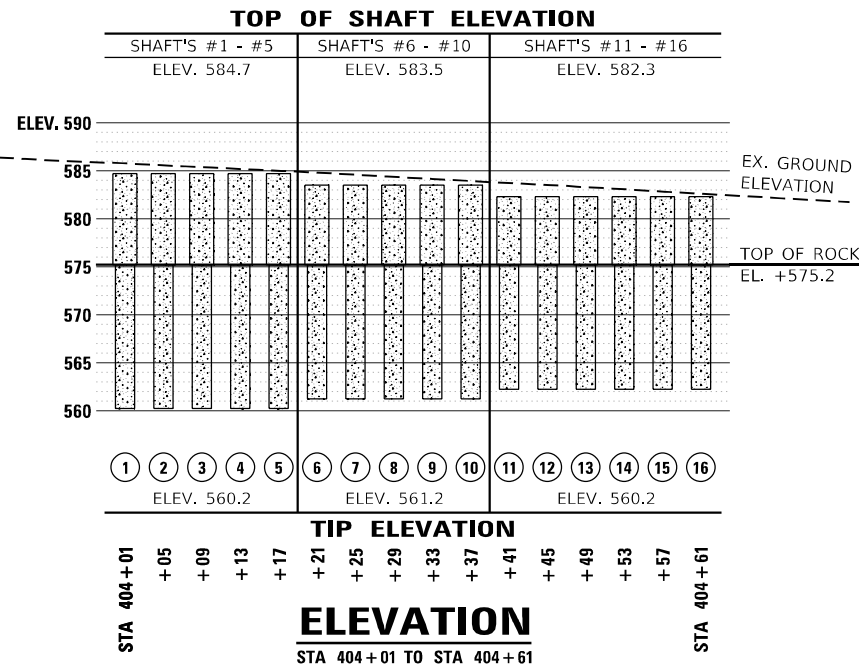 TOP OF SHAFT ELEVATION
SHAFT'S #1 - #5 SHAFT'S #6 - #10 SHAFT'S #11 - #16
ELEV. 584.7 ELEV. 583.5 ELEV. 582.3
ELEV. 590
585
580
575
570
565
560
EX. GROUND
ELEVATION
TOP OF ROCK
EL. +575.2
1 2 3 4 5 6 7 8 9 10 11 12 13 14 15 16
ELEV. 560.2 ELEV. 561.2 ELEV. 560.2
TIP ELEVATION
STA 404+01 +05 +09 +13 +17 +21 +25 +29 +33 +37 +41 +45 +49 +53 +57 STA 404+61
ELEVATION
STA 404+01 TO STA 404+61